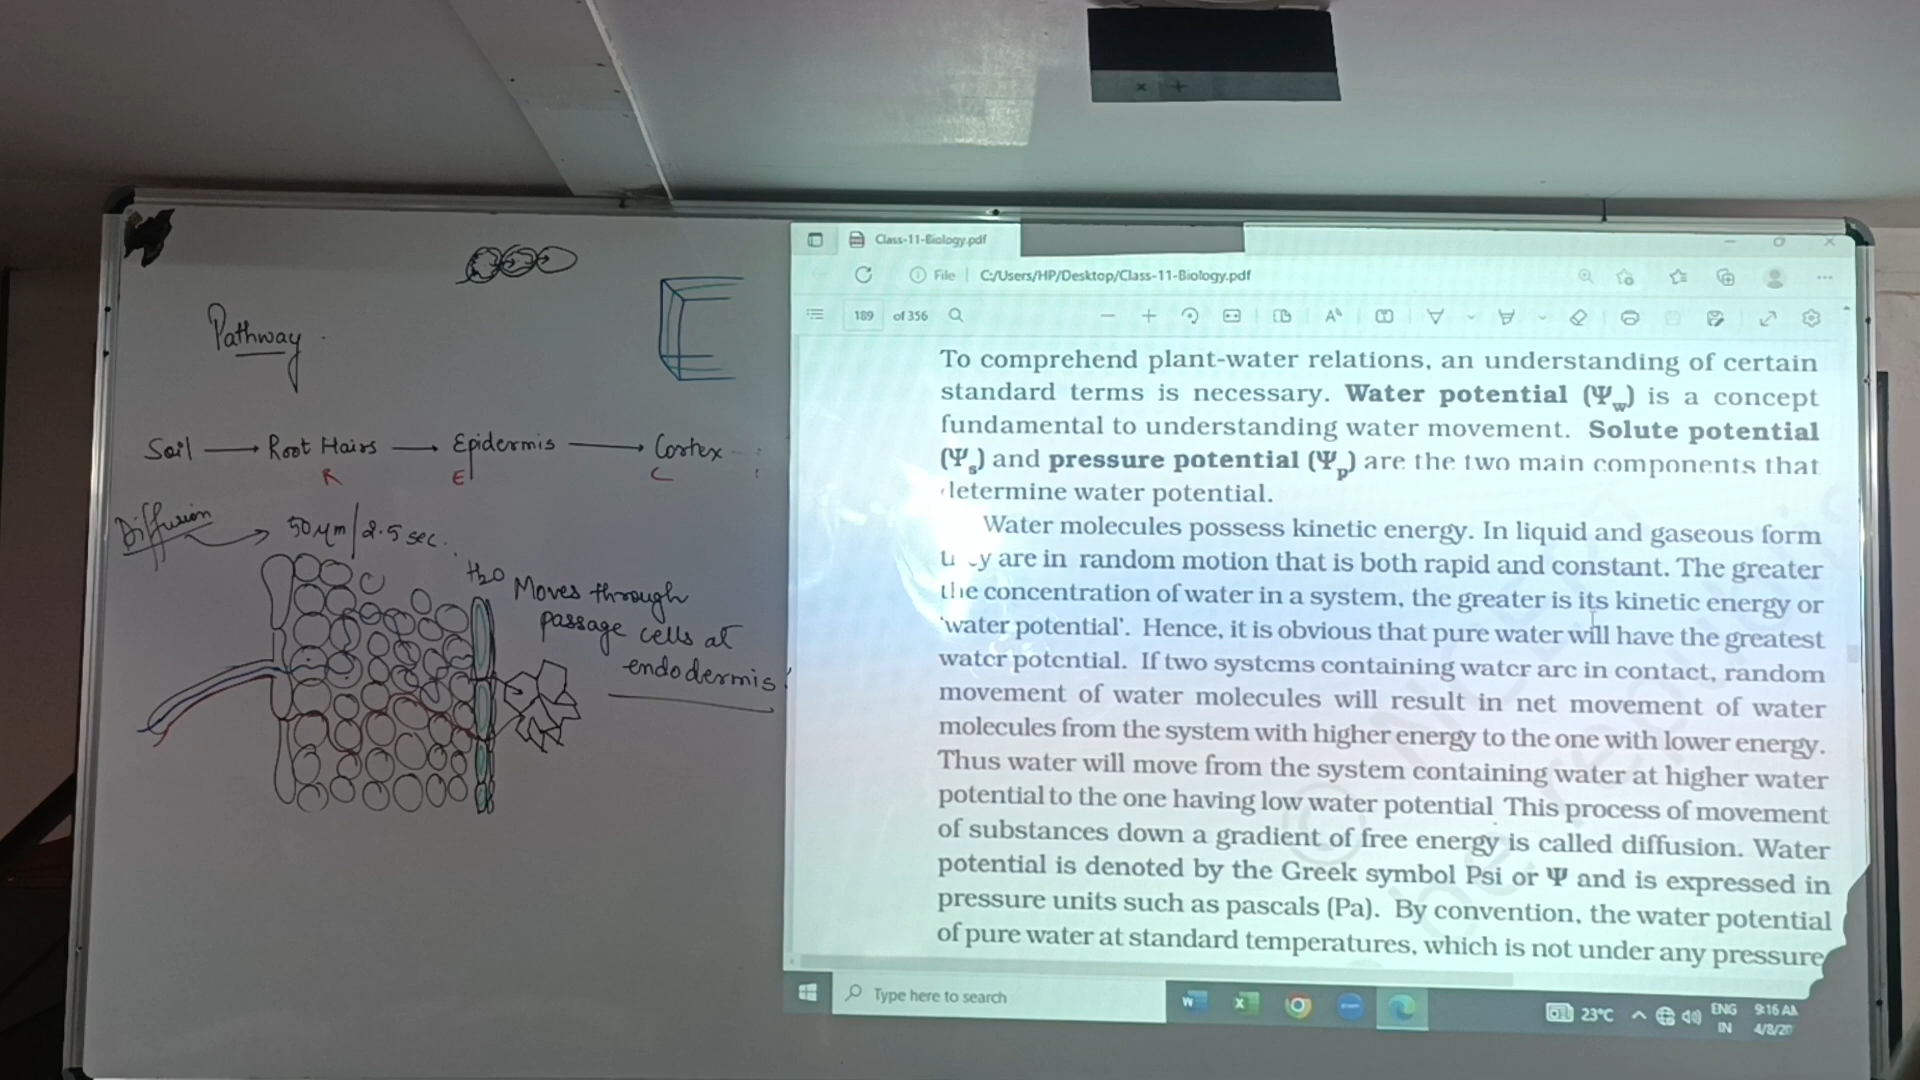 Pathway
Soil → Root Hairs → Epidermis → Cortex
R E C
Diffusion → 50 μm/2.5 sec.
H2O Moves through
passage cells at
endodermis
Class-11-Biology.pdf
File | C:/Users/HP/Desktop/Class-11-Biology.pdf
189 of 356
To comprehend plant-water relations, an understanding of certain
standard terms is necessary. Water potential (Ψw) is a concept
fundamental to understanding water movement. Solute potential
(Ψs) and pressure potential (Ψp) are the two main components that
determine water potential.
Water molecules possess kinetic energy. In liquid and gaseous form
they are in random motion that is both rapid and constant. The greater
the concentration of water in a system, the greater is its kinetic energy or
'water potential'. Hence, it is obvious that pure water will have the greatest
water potential. If two systems containing water are in contact, random
movement of water molecules will result in net movement of water
molecules from the system with higher energy to the one with lower energy.
Thus water will move from the system containing water at higher water
potential to the one having low water potential This process of movement
of substances down a gradient of free energy is called diffusion. Water
potential is denoted by the Greek symbol Psi or Ψ and is expressed in
pressure units such as pascals (Pa). By convention, the water potential
of pure water at standard temperatures, which is not under any pressure
Type here to search
23°C ENG 9:16 AM
IN 4/8/20